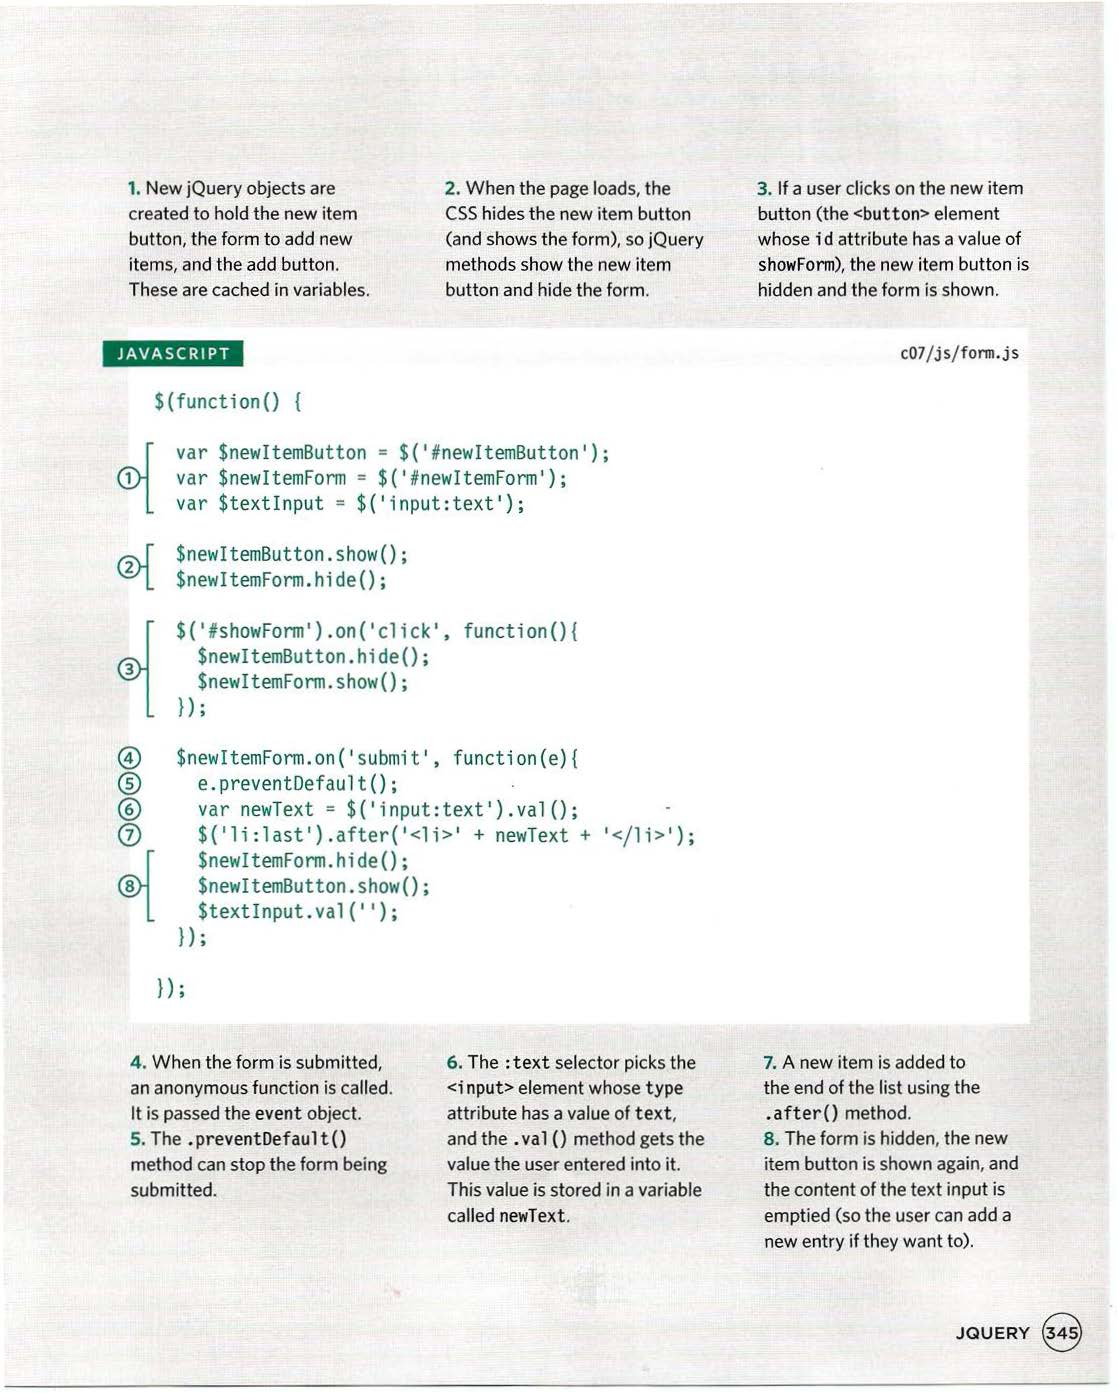 1. New jQuery objects are
created to hold the new item
button, the form to add new
items, and the add button.
These are cached in variables.
2. When the page loads, the
CSS hides the new item button
(and shows the form), so jQuery
methods show the new item
button and hide the form.
3. If a user clicks on the new item
button (the <button> element
whose id attribute has a value of
showForm), the new item button is
hidden and the form is shown.
JAVASCRIPT
c07/js/form.js
$(function() {
var $newItemButton = $('#newItemButton');
1 var $newItemForm = $('#newItemForm');
var $textInput = $('input:text');
2 $newItemButton.show();
$newItemForm.hide();
$('#showForm').on('click', function(){
3 $newItemButton.hide();
$newItemForm.show();
});
4 $newItemForm.on('submit', function(e){
5 e.preventDefault();
6 var newText = $('input:text').val();
7 $('li:last').after('<li>' + newText + '</li>');
$newItemForm.hide();
8 $newItemButton.show();
$textInput.val('');
});
});
4. When the form is submitted,
an anonymous function is called.
It is passed the event object.
5. The .preventDefault()
method can stop the form being
submitted.
6. The :text selector picks the
<input> element whose type
attribute has a value of text,
and the .val() method gets the
value the user entered into it.
This value is stored in a variable
called newText.
7. A new item is added to
the end of the list using the
.after() method.
8. The form is hidden, the new
item button is shown again, and
the content of the text input is
emptied (so the user can add a
new entry if they want to).
JQUERY 345